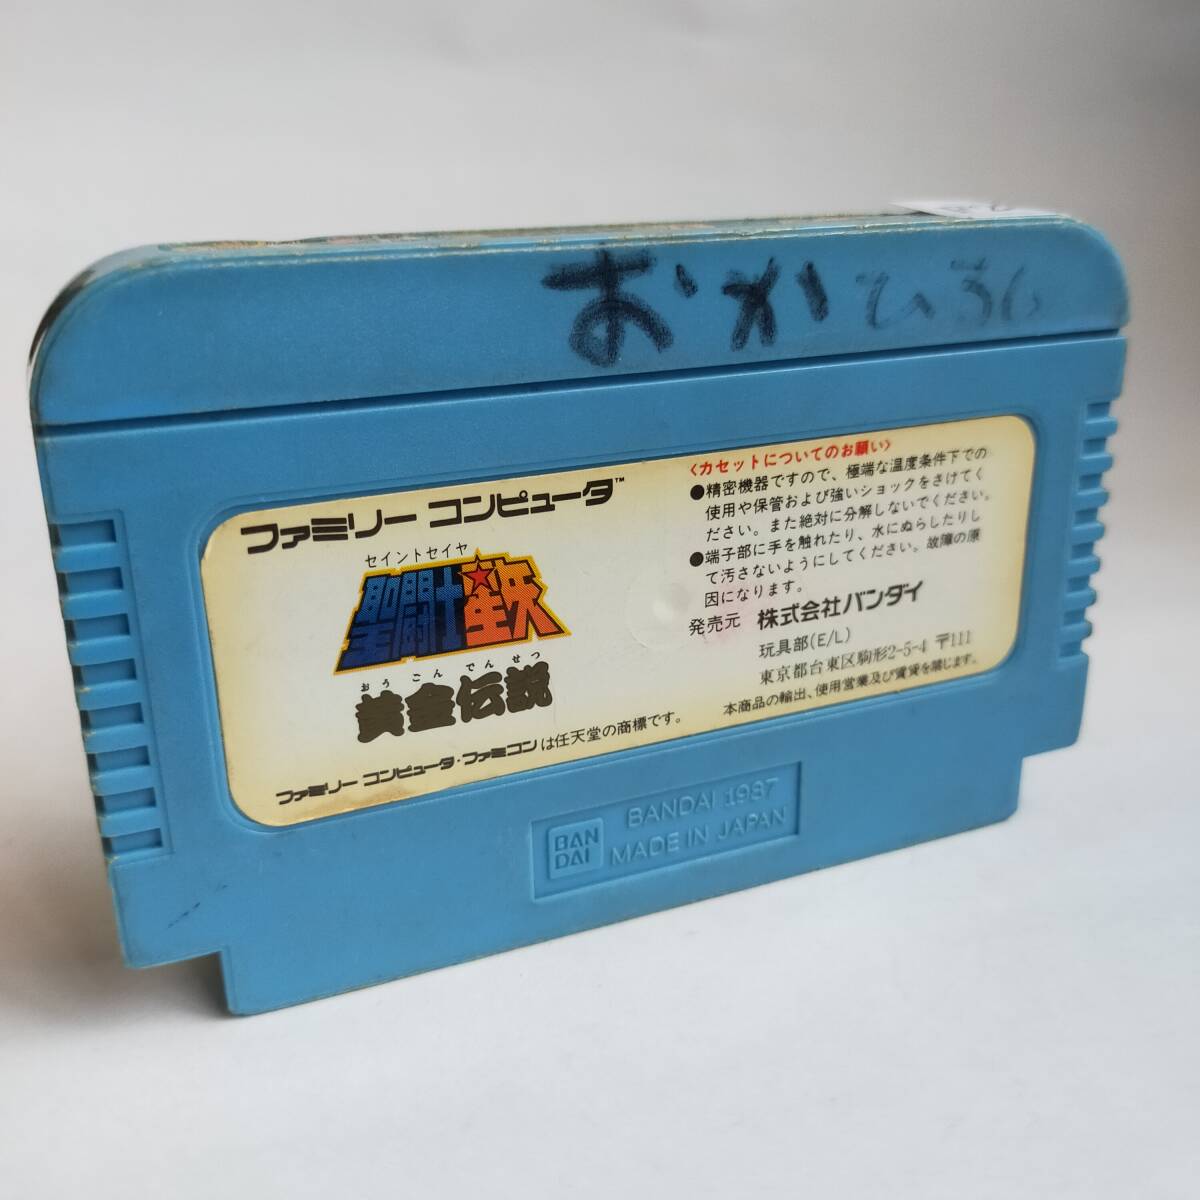 おかひろし
ファミリー コンピュータ™
セイントセイヤ
聖闘士星矢
おうごんでんせつ
黄金伝説
ファミリー コンピュータ・ファミコンは任天堂の商標です。
〈カセットについてのお願い〉
●精密機器ですので、極端な温度条件下での
使用や保管および強いショックをさけてく
ださい。また絶対に分解しないでください。
●端子部に手を触れたり、水にぬらしたりし
て汚さないようにしてください。故障の原
因になります。
発売元 株式会社バンダイ
玩具部(E/L)
東京都台東区駒形2-5-4 〒111
本商品の輸出、使用営業及び賃貸を禁じます。
BAN
DAI
BANDAI 1987
MADE IN JAPAN